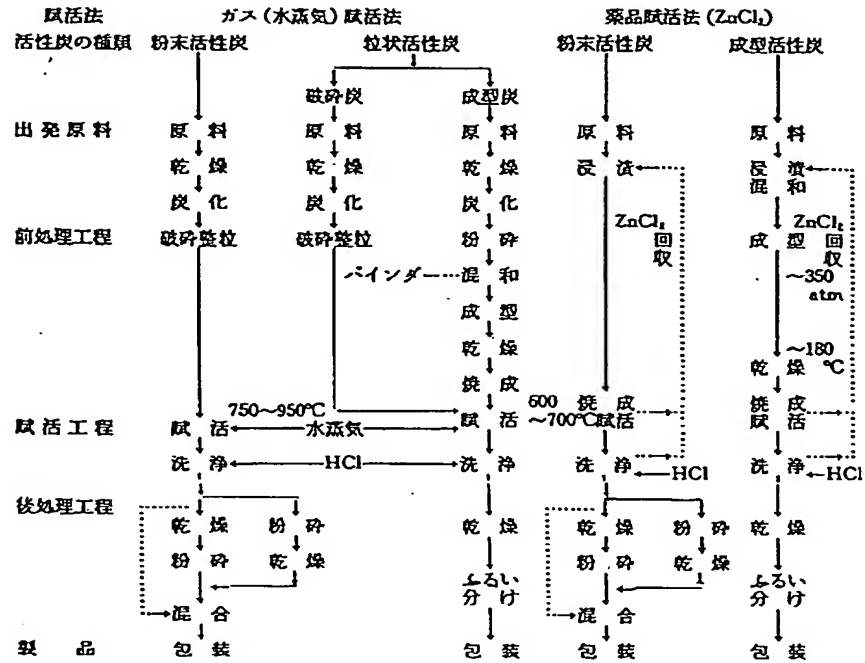 賦活法 ガス(水蒸気)賦活法 薬品賦活法(ZnCl₂)
活性炭の種類 粉末活性炭 粒状活性炭 粉末活性炭 成型活性炭
破砕炭 成型炭
出発原料 原料 原料 原料 原料 原料
乾燥 乾燥 乾燥 浸漬 浸漬
混和
炭化 炭化 炭化
ZnCl₂ ZnCl₂
前処理工程 破砕整粒 破砕整粒 粉砕 回収 成型 回収
バインダー 混和 〜350
atm
成型
乾燥 〜180
乾燥 ℃
焼成
750〜950℃ 600 焼成 焼成
賦活工程 賦活 水蒸気 賦活 〜700℃ 賦活 賦活
洗浄 HCl 洗浄 洗浄 HCl 洗浄 HCl
後処理工程
乾燥 粉砕 乾燥 乾燥 粉砕 乾燥
粉砕 乾燥 ふるい 粉砕 乾燥 ふるい
分け 分け
混合 混合
製品 包装 包装 包装 包装